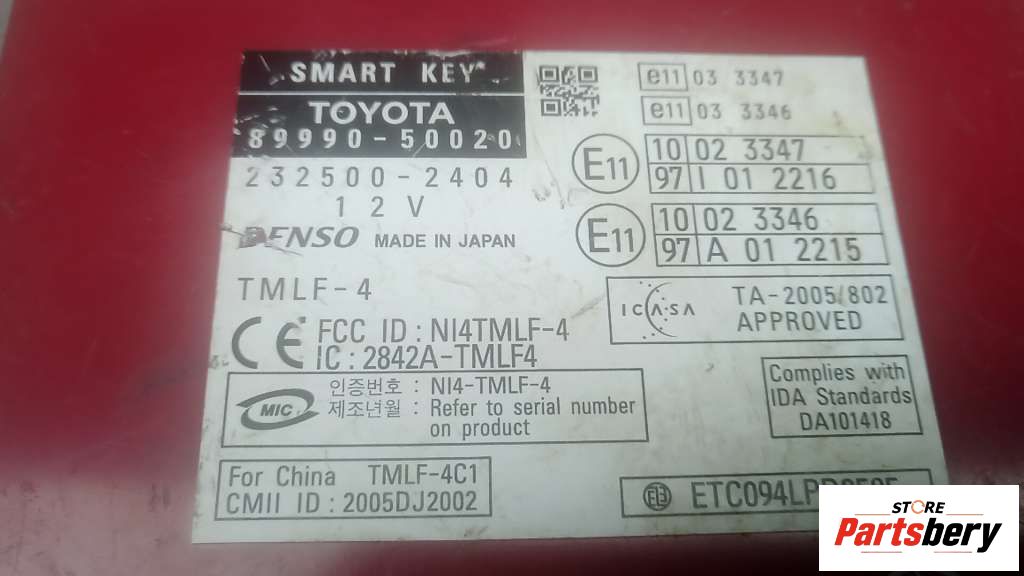 SMART KEY
TOYOTA
89990-50020
232500-2404
12V
DENSO MADE IN JAPAN
TMLF-4
CE FCC ID : NI4TMLF-4
IC : 2842A-TMLF4
MIC 인증번호 : NI4-TMLF-4
제조년월 : Refer to serial number
on product
For China TMLF-4C1
CMII ID : 2005DJ2002
e11 03 3347
e11 03 3346
E11 10 02 3347
97 I 01 2216
E11 10 02 3346
97 A 01 2215
ICASA TA-2005/802
APPROVED
Complies with
IDA Standards
DA101418
STORE
Partsbery